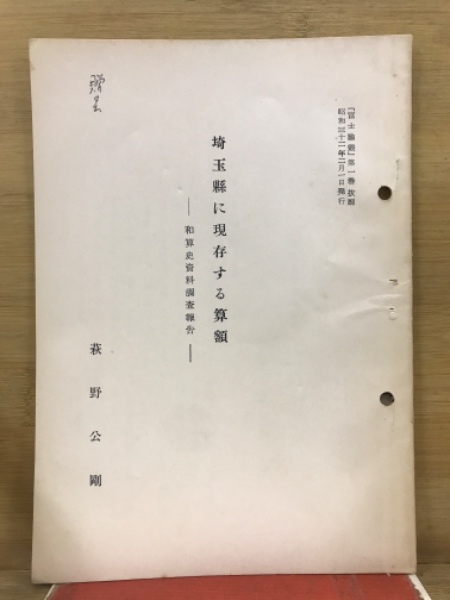 『富士論叢』第一巻抜刷
昭和三十二年二月一日発行
埼玉縣に現存する算額
―和算史資料調査報告―
萩野公剛
贈呈